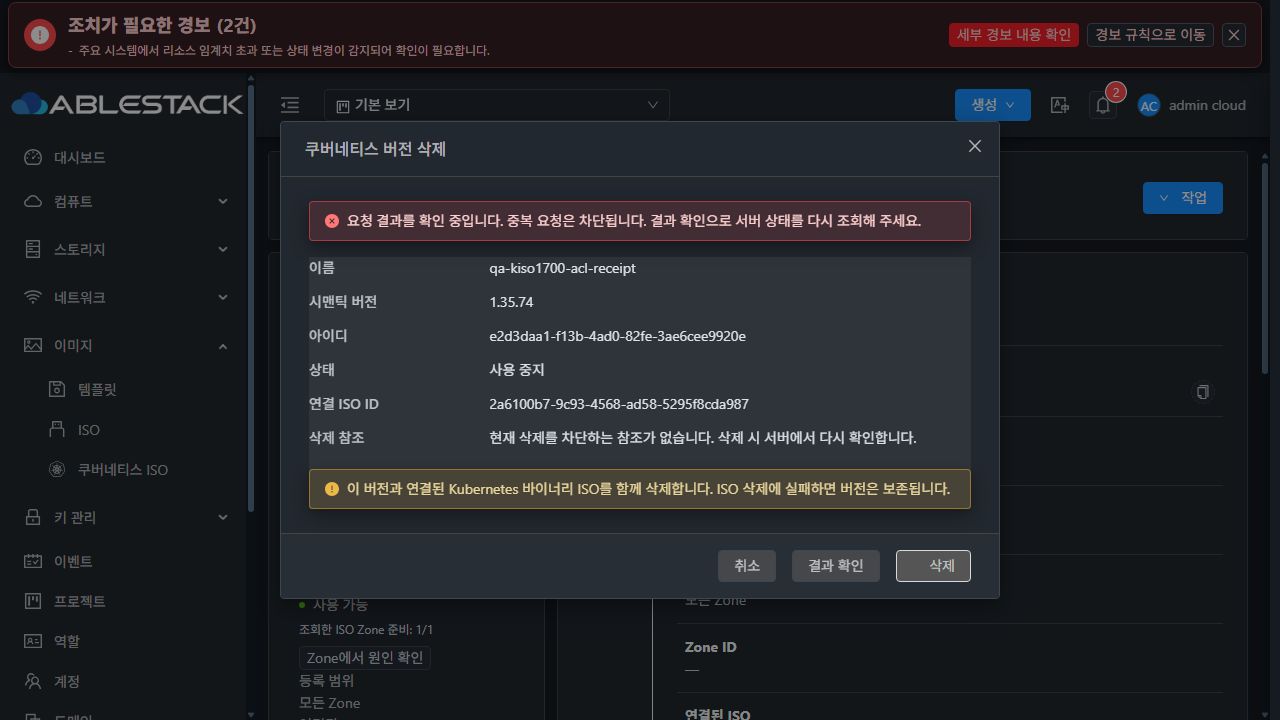 조치가 필요한 경보 (2건)
- 주요 시스템에서 리소스 임계치 초과 또는 상태 변경이 감지되어 확인이 필요합니다.
세부 경보 내용 확인
경보 규칙으로 이동
ABLESTACK
기본 보기
생성
2
AC
admin cloud
대시보드
컴퓨트
스토리지
네트워크
이미지
템플릿
ISO
쿠버네티스 ISO
키 관리
이벤트
프로젝트
역할
계정
도메인
작업
쿠버네티스 버전 삭제
요청 결과를 확인 중입니다. 중복 요청은 차단됩니다. 결과 확인으로 서버 상태를 다시 조회해 주세요.
이름 qa-kiso1700-acl-receipt
시맨틱 버전 1.35.74
아이디 e2d3daa1-f13b-4ad0-82fe-3ae6cee9920e
상태 사용 중지
연결 ISO ID 2a6100b7-9c93-4568-ad58-5295f8cda987
삭제 참조 현재 삭제를 차단하는 참조가 없습니다. 삭제 시 서버에서 다시 확인합니다.
이 버전과 연결된 Kubernetes 바이너리 ISO를 함께 삭제합니다. ISO 삭제에 실패하면 버전은 보존됩니다.
취소
결과 확인
삭제
사용 가능
조회한 ISO Zone 준비: 1/1
Zone에서 원인 확인
등록 범위
모든 Zone
모든 Zone
Zone ID
—
연결된 ISO